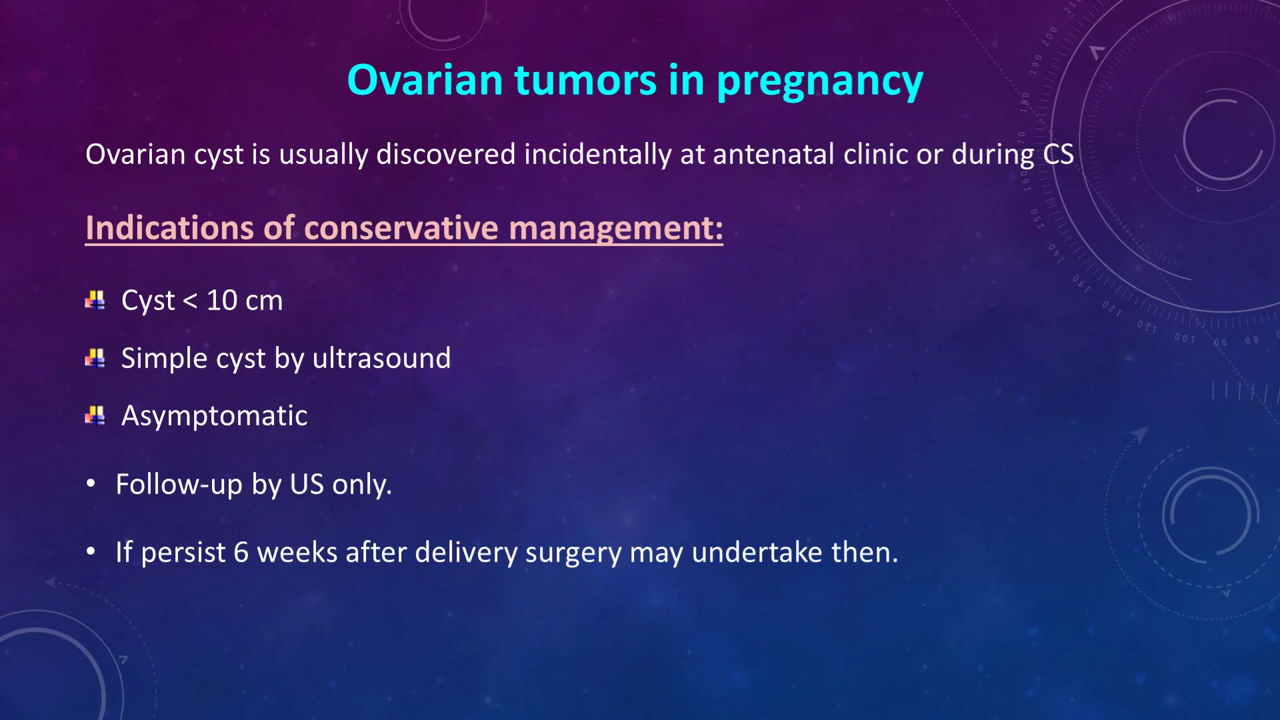 Ovarian tumors in pregnancy
Ovarian cyst is usually discovered incidentally at antenatal clinic or during CS
Indications of conservative management:
Cyst < 10 cm
Simple cyst by ultrasound
Asymptomatic
• Follow-up by US only.
• If persist 6 weeks after delivery surgery may undertake then.